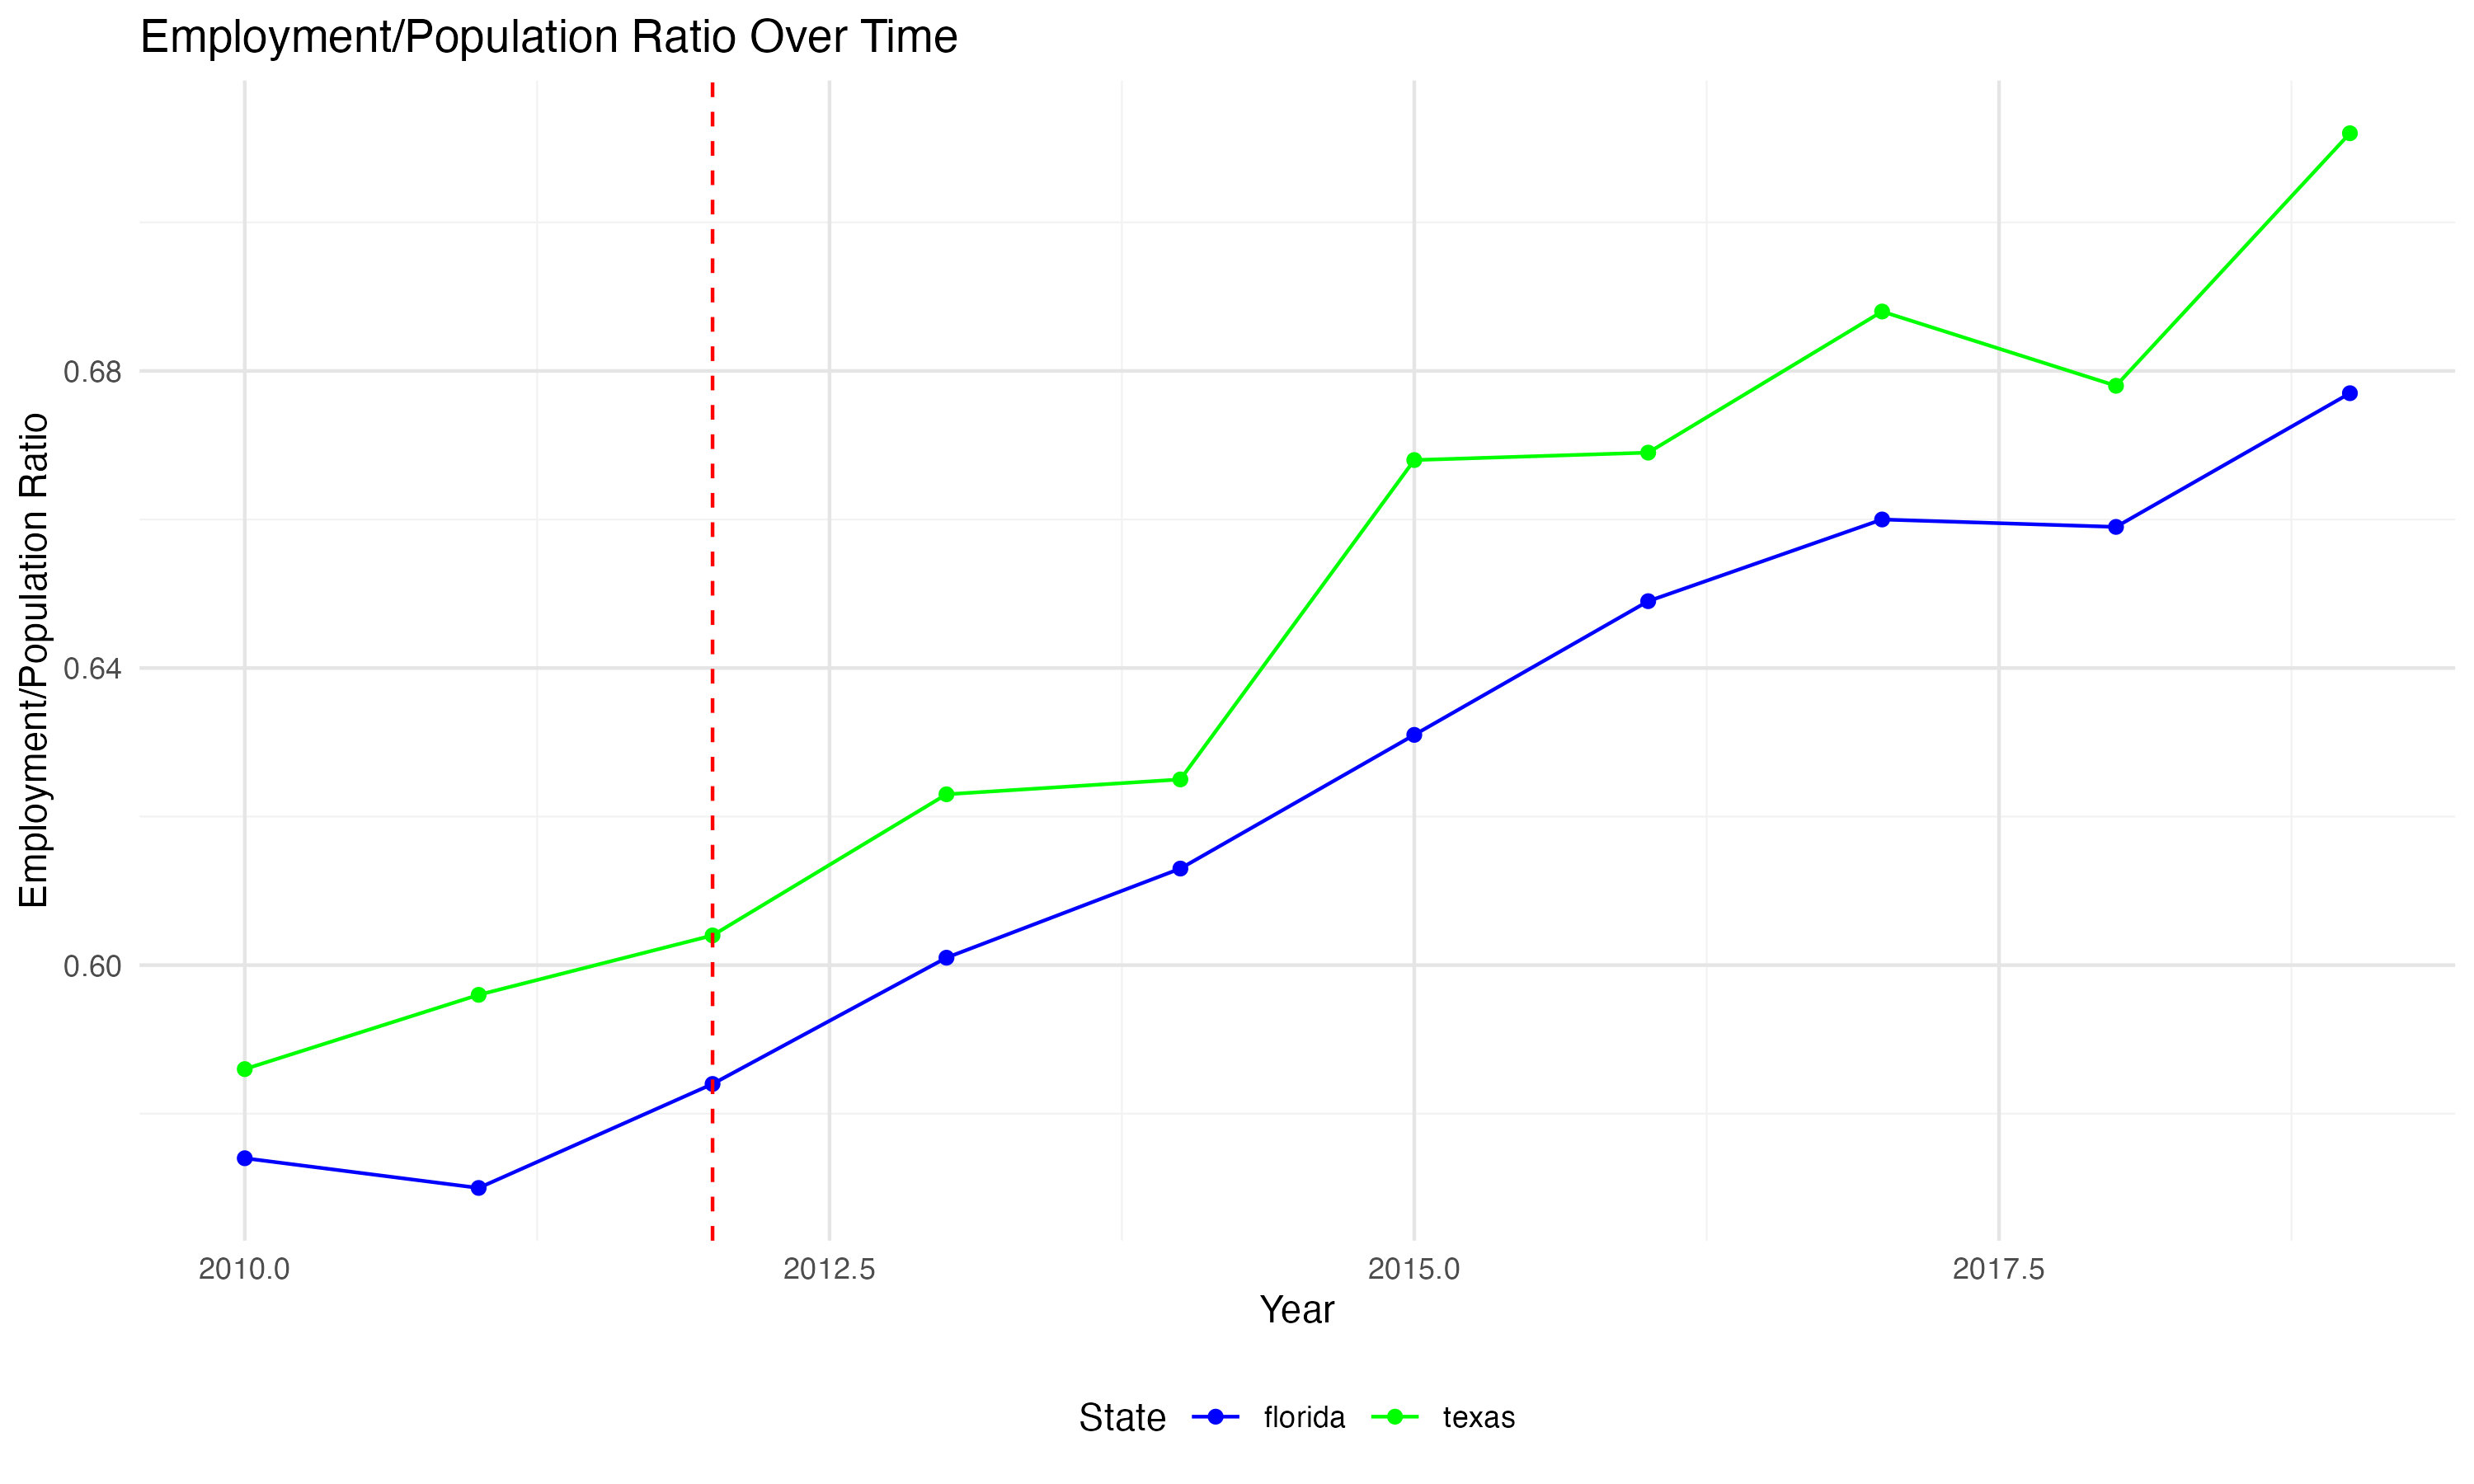 Employment/Population Ratio Over Time
Employment/Population Ratio
0.68
0.64
0.60
2010.0 2012.5 2015.0 2017.5
Year
State florida texas